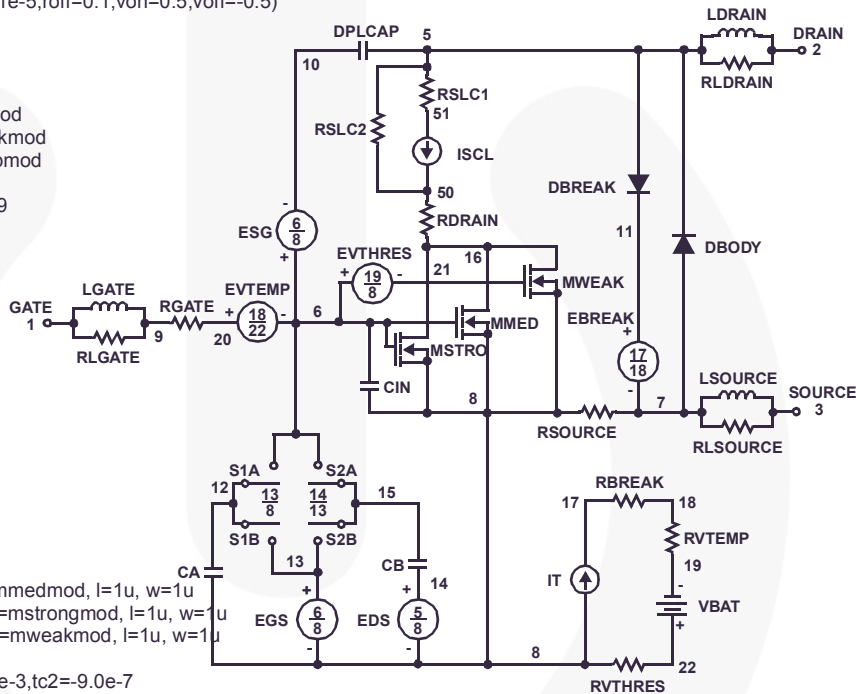 re-5,roff=0.1,von=0.5,voff=-0.5)
LDRAIN
DPLCAP 5 DRAIN
10 2
RLDRAIN
RSLC1
od 51
kmod RSLC2
omod ISCL
9 50 DBREAK
RDRAIN
- 6/8 ESG + 11 DBODY
EVTHRES 16
+ 19/8 - 21 MWEAK
LGATE EVTEMP
GATE RGATE + 18/22 - 6 MMED EBREAK +
1 9 20 MSTRO 17/18
RLGATE -
CIN LSOURCE
8 7 SOURCE
3
RSOURCE RLSOURCE
S1A S2A RBREAK
12 13/8 14/13 15 17 18
S1B S2B RVTEMP
13 CB 19
CA 14 IT -
mmedmod, l=1u, w=1u + + VBAT
=mstrongmod, l=1u, w=1u EGS 6/8 EDS 5/8
=mweakmod, l=1u, w=1u - - +
8 22
e-3,tc2=-9.0e-7 RVTHRES